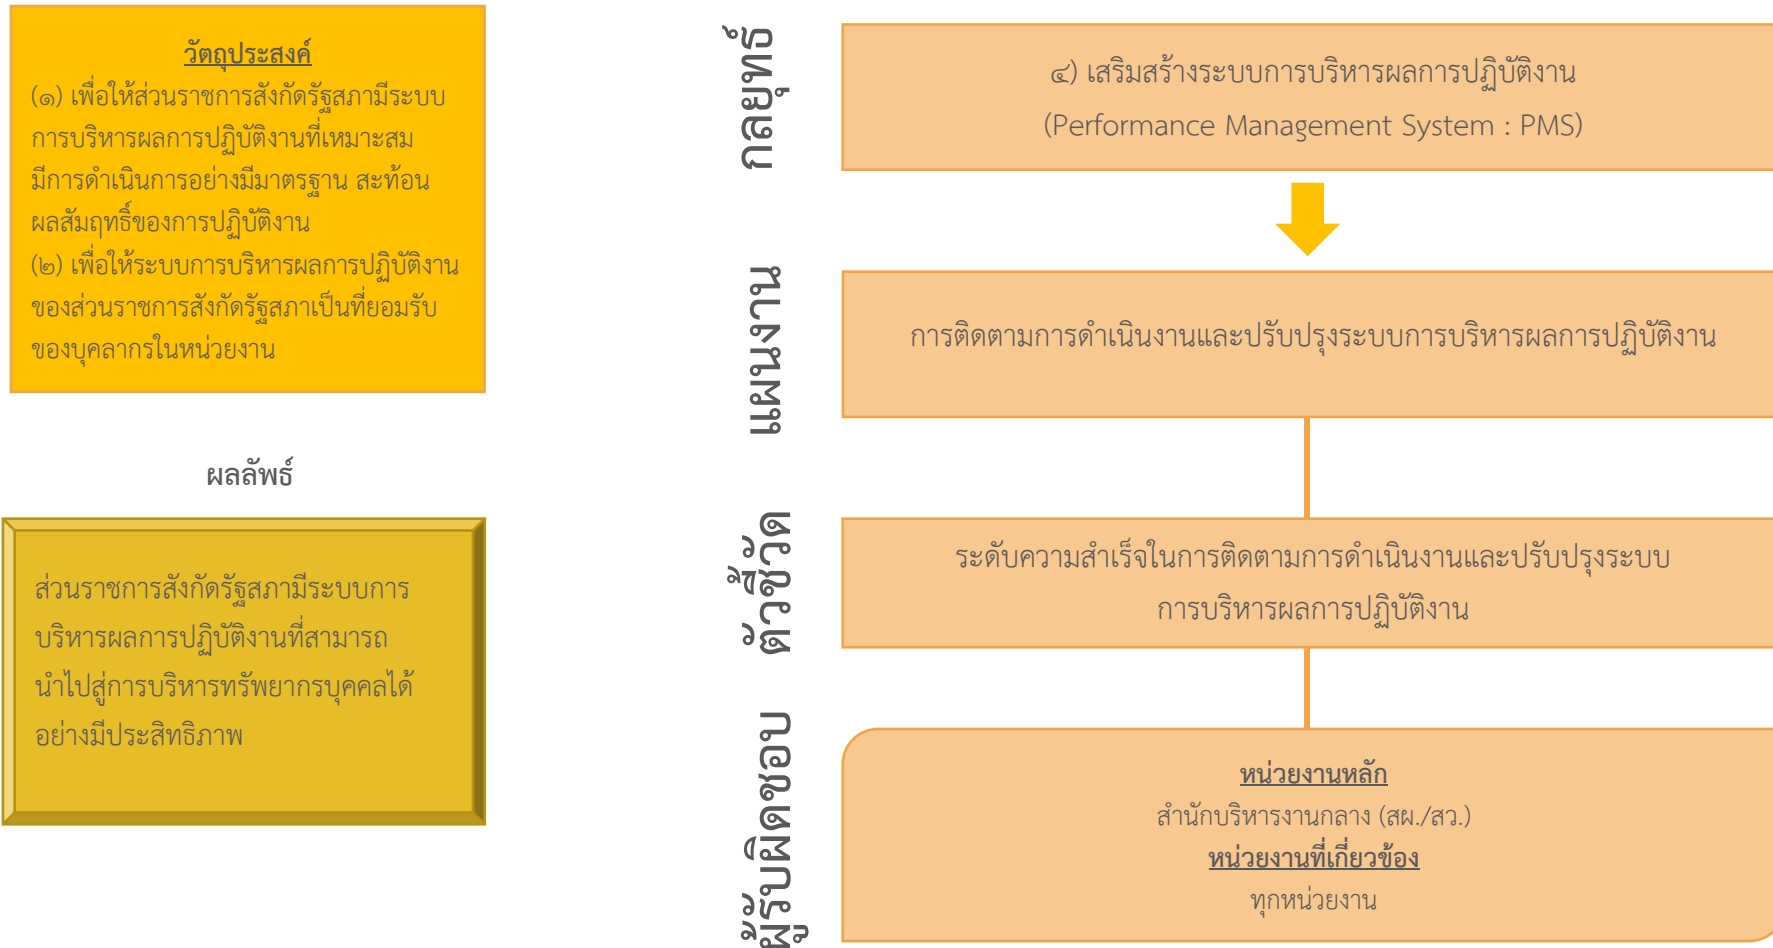 วัตถุประสงค์
(๑) เพื่อให้ส่วนราชการสังกัดรัฐสภามีระบบ
การบริหารผลการปฏิบัติงานที่เหมาะสม
มีการดำเนินการอย่างมีมาตรฐาน สะท้อน
ผลสัมฤทธิ์ของการปฏิบัติงาน
(๒) เพื่อให้ระบบการบริหารผลการปฏิบัติงาน
ของส่วนราชการสังกัดรัฐสภาเป็นที่ยอมรับ
ของบุคลากรในหน่วยงาน
ผลลัพธ์
ส่วนราชการสังกัดรัฐสภามีระบบการ
บริหารผลการปฏิบัติงานที่สามารถ
นำไปสู่การบริหารทรัพยากรบุคคลได้
อย่างมีประสิทธิภาพ
กลยุทธ์
๔) เสริมสร้างระบบการบริหารผลการปฏิบัติงาน
(Performance Management System : PMS)
แผนงาน
การติดตามการดำเนินงานและปรับปรุงระบบการบริหารผลการปฏิบัติงาน
ตัวชี้วัด
ระดับความสำเร็จในการติดตามการดำเนินงานและปรับปรุงระบบ
การบริหารผลการปฏิบัติงาน
ผู้รับผิดชอบ
หน่วยงานหลัก
สำนักบริหารงานกลาง (สผ./สว.)
หน่วยงานที่เกี่ยวข้อง
ทุกหน่วยงาน